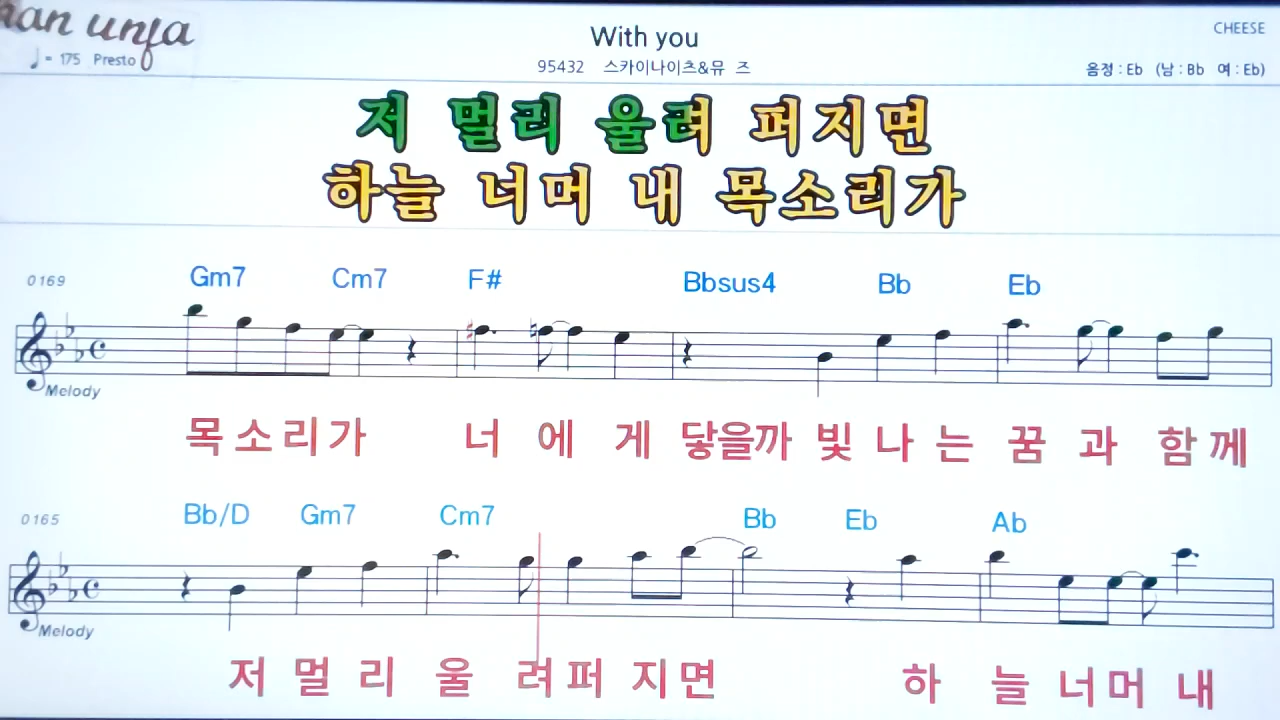 With you
CHEESE
♩= 175 Presto
95432 스카이나이츠&뮤 즈
음정 : Eb (남 : Bb 여 : Eb)
저 멀리 울려 퍼지면
하늘 너머 내 목소리가
0169 Gm7 Cm7 F# Bbsus4 Bb Eb
Melody
목 소 리 가 너 에 게 닿을까 빛 나 는 꿈 과 함 께
0165 Bb/D Gm7 Cm7 Bb Eb Ab
Melody
저 멀 리 울 려 퍼 지 면 하 늘 너 머 내